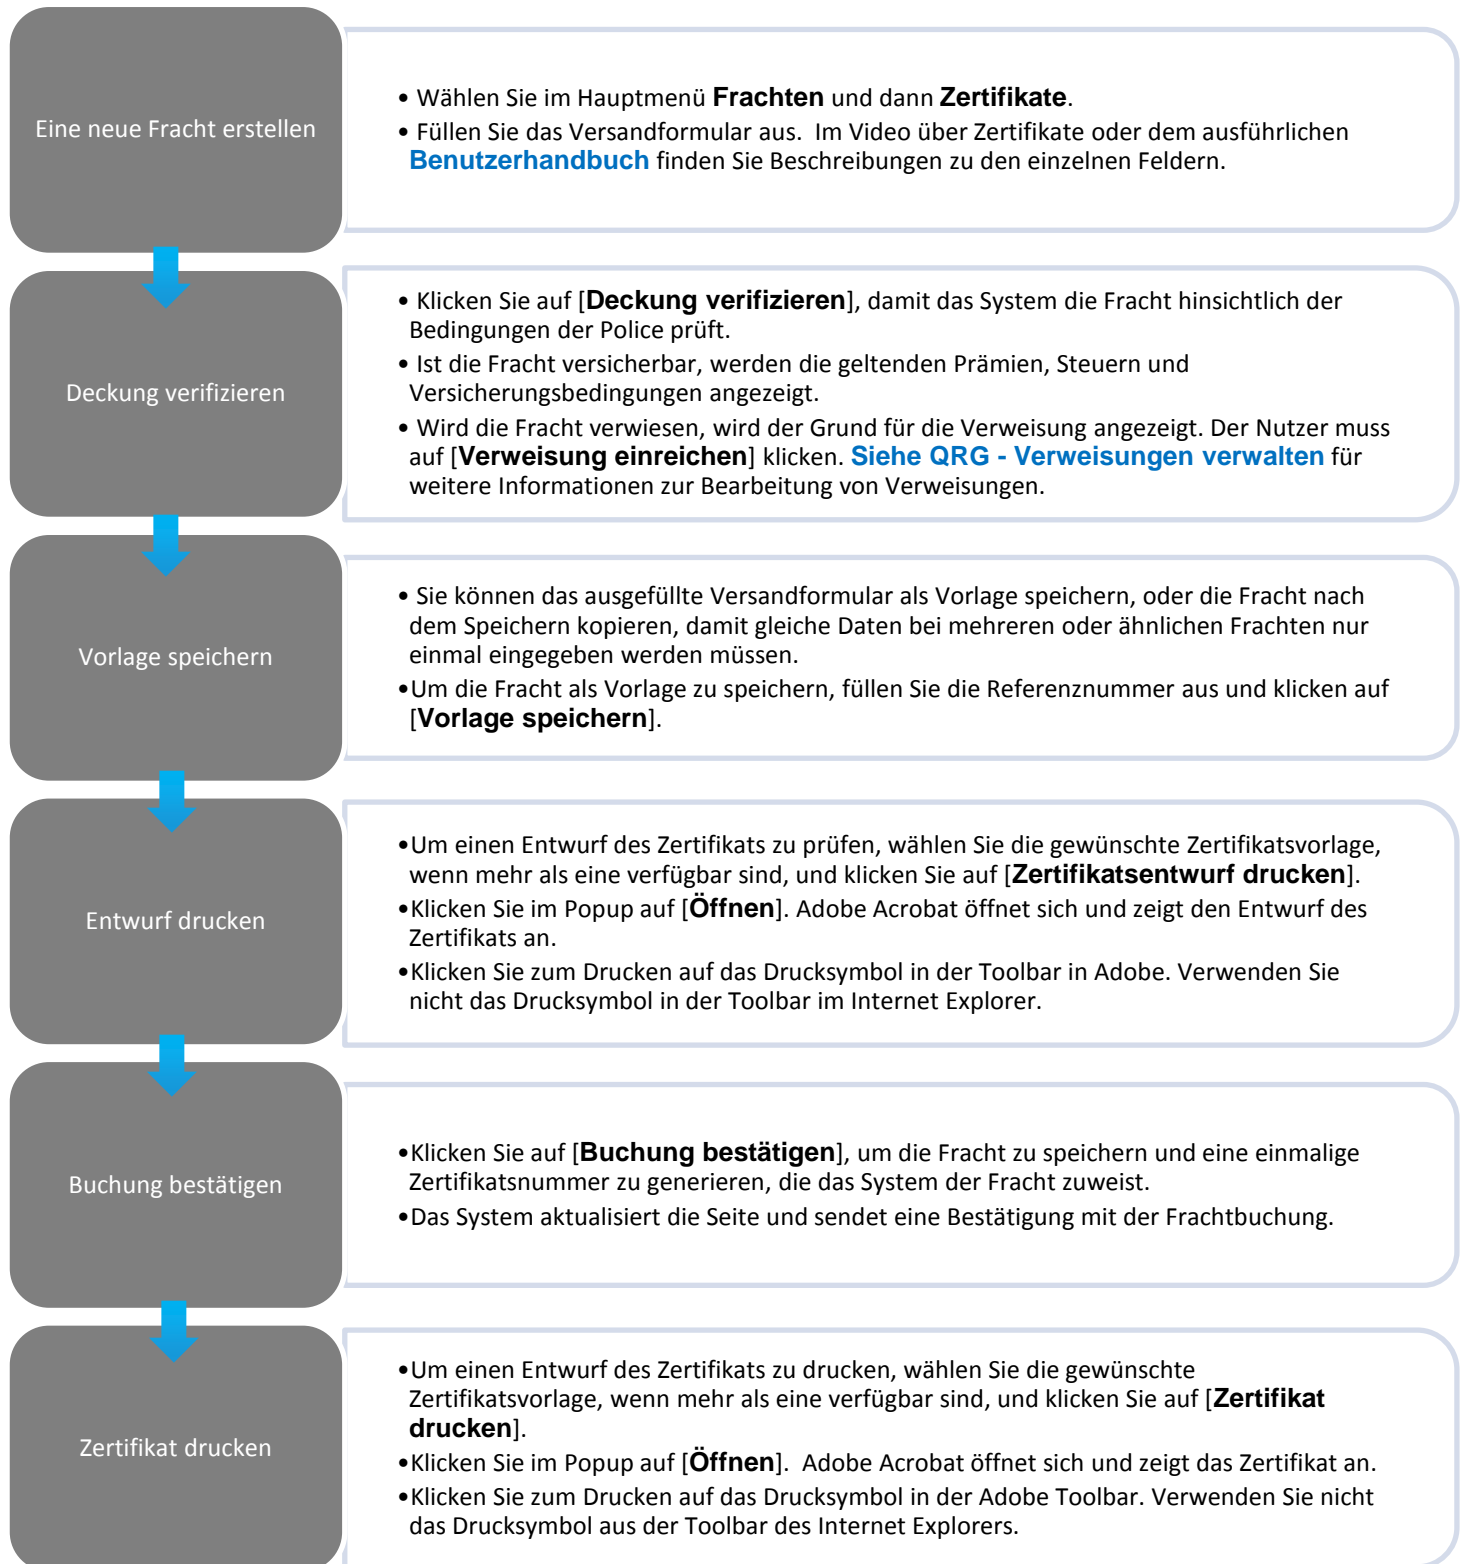 Eine neue Fracht erstellen
• Wählen Sie im Hauptmenü Frachten und dann Zertifikate.
• Füllen Sie das Versandformular aus.  Im Video über Zertifikate oder dem ausführlichen
Benutzerhandbuch finden Sie Beschreibungen zu den einzelnen Feldern.
Deckung verifizieren
• Klicken Sie auf [Deckung verifizieren], damit das System die Fracht hinsichtlich der
Bedingungen der Police prüft.
• Ist die Fracht versicherbar, werden die geltenden Prämien, Steuern und
Versicherungsbedingungen angezeigt.
• Wird die Fracht verwiesen, wird der Grund für die Verweisung angezeigt. Der Nutzer muss
auf [Verweisung einreichen] klicken. Siehe QRG - Verweisungen verwalten für
weitere Informationen zur Bearbeitung von Verweisungen.
Vorlage speichern
• Sie können das ausgefüllte Versandformular als Vorlage speichern, oder die Fracht nach
dem Speichern kopieren, damit gleiche Daten bei mehreren oder ähnlichen Frachten nur
einmal eingegeben werden müssen.
•Um die Fracht als Vorlage zu speichern, füllen Sie die Referenznummer aus und klicken auf
[Vorlage speichern].
Entwurf drucken
•Um einen Entwurf des Zertifikats zu prüfen, wählen Sie die gewünschte Zertifikatsvorlage,
wenn mehr als eine verfügbar sind, und klicken Sie auf [Zertifikatsentwurf drucken].
•Klicken Sie im Popup auf [Öffnen]. Adobe Acrobat öffnet sich und zeigt den Entwurf des
Zertifikats an.
•Klicken Sie zum Drucken auf das Drucksymbol in der Toolbar in Adobe. Verwenden Sie
nicht das Drucksymbol in der Toolbar im Internet Explorer.
Buchung bestätigen
•Klicken Sie auf [Buchung bestätigen], um die Fracht zu speichern und eine einmalige
Zertifikatsnummer zu generieren, die das System der Fracht zuweist.
•Das System aktualisiert die Seite und sendet eine Bestätigung mit der Frachtbuchung.
Zertifikat drucken
•Um einen Entwurf des Zertifikats zu drucken, wählen Sie die gewünschte
Zertifikatsvorlage, wenn mehr als eine verfügbar sind, und klicken Sie auf [Zertifikat
drucken].
•Klicken Sie im Popup auf [Öffnen].  Adobe Acrobat öffnet sich und zeigt das Zertifikat an.
•Klicken Sie zum Drucken auf das Drucksymbol in der Adobe Toolbar. Verwenden Sie nicht
das Drucksymbol aus der Toolbar des Internet Explorers.